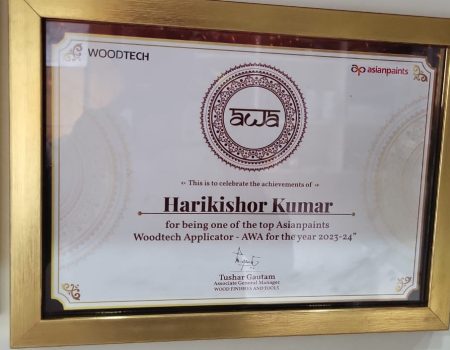 WOODTECH
asianpaints
awa
This is to celebrate the achievements of
Harikishor Kumar
for being one of the top Asianpaints
Woodtech Applicator - AWA for the year 2023-24"
Tushar Gautam
Associate General Manager
WOOD FINISHES AND TOOLS